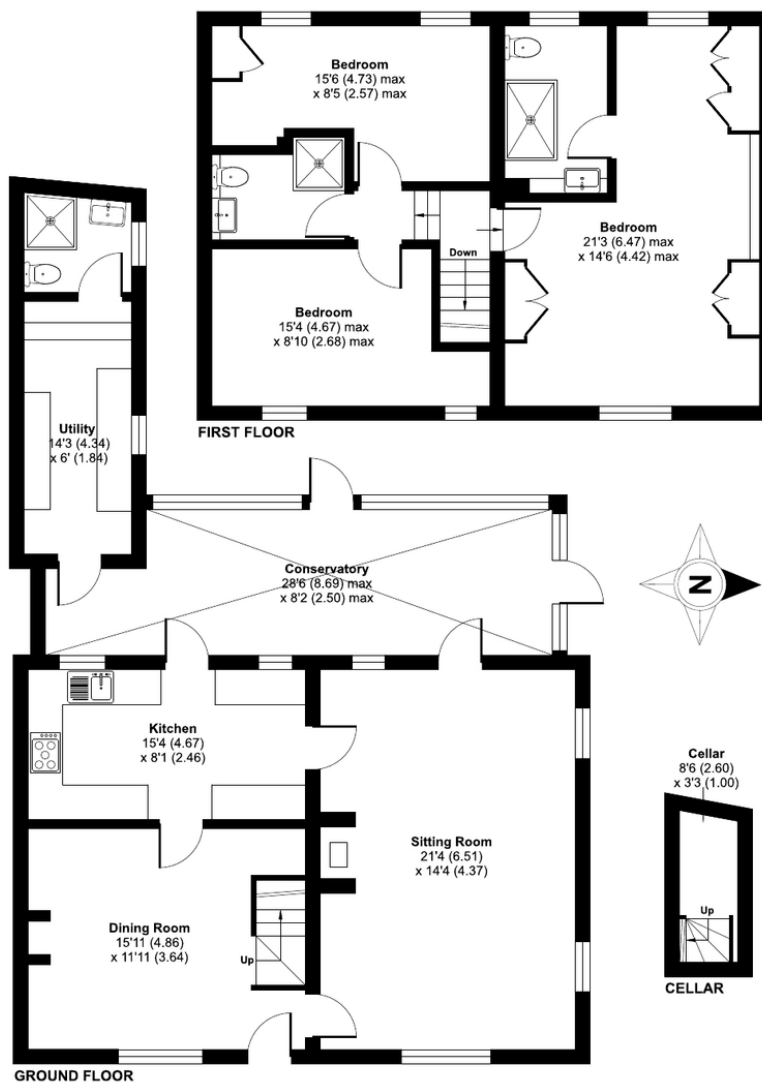 Bedroom
15'6 (4.73) max
x 8'5 (2.57) max
Bedroom
21'3 (6.47) max
x 14'6 (4.42) max
Down
Bedroom
15'4 (4.67) max
x 8'10 (2.68) max
FIRST FLOOR
Utility
14'3 (4.34)
x 6' (1.84)
Conservatory
28'6 (8.69) max
x 8'2 (2.50) max
N
Kitchen
15'4 (4.67)
x 8'1 (2.46)
Sitting Room
21'4 (6.51)
x 14'4 (4.37)
Dining Room
15'11 (4.86)
x 11'11 (3.64)
Up
GROUND FLOOR
Cellar
8'6 (2.60)
x 3'3 (1.00)
Up
CELLAR